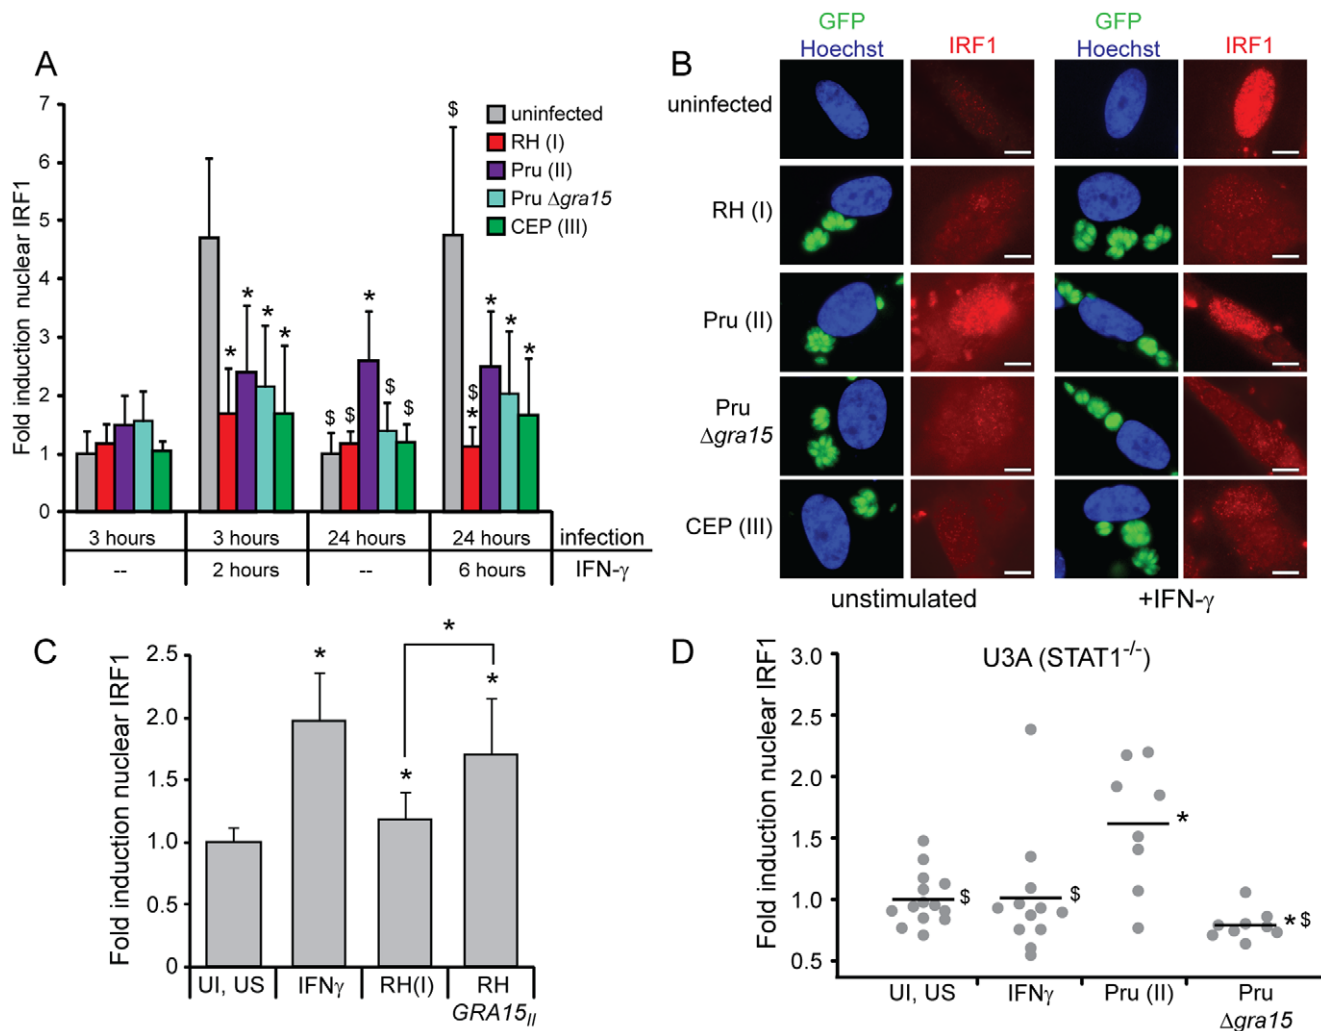 A
Fold induction nuclear IRF1
7
6
5
4
3
2
1
0
uninfected
RH (I)
Pru (II)
Pru Δgra15
CEP (III)
$
* * * *
* $ $ $ $
* * * $ *
3 hours 3 hours 24 hours 24 hours infection
-- 2 hours -- 6 hours IFN-γ
B
GFP GFP
Hoechst IRF1 Hoechst IRF1
uninfected
RH (I)
Pru (II)
Pru
Δgra15
CEP (III)
unstimulated +IFN-γ
C
Fold induction nuclear IRF1
2.5
2.0
1.5
1.0
0.5
0
*
* * *
UI, US IFNγ RH(I) RH
GRA15II
D
U3A (STAT1-/-)
Fold induction nuclear IRF1
3.0
2.5
2.0
1.5
1.0
0.5
$ $ * * $
UI, US IFNγ Pru (II) Pru
Δgra15